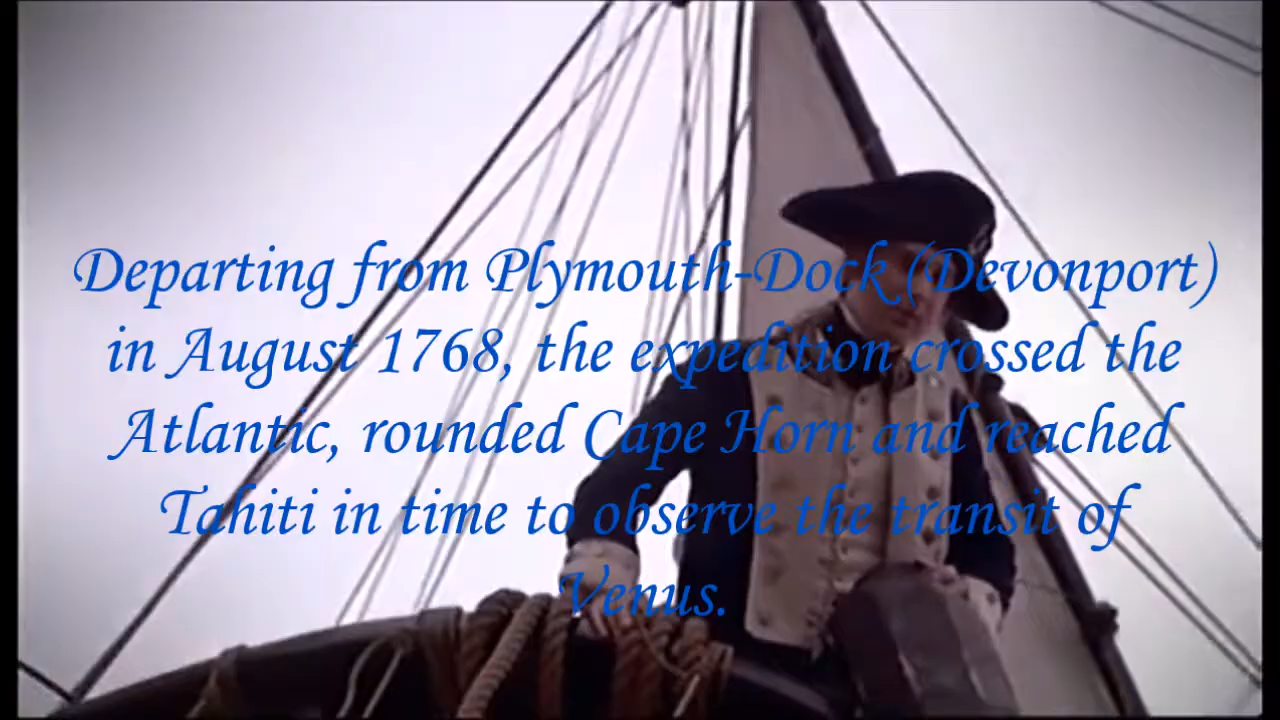 Departing from Plymouth-Dock (Devonport)
in August 1768, the expedition crossed the
Atlantic, rounded Cape Horn and reached
Tahiti in time to observe the transit of
Venus.